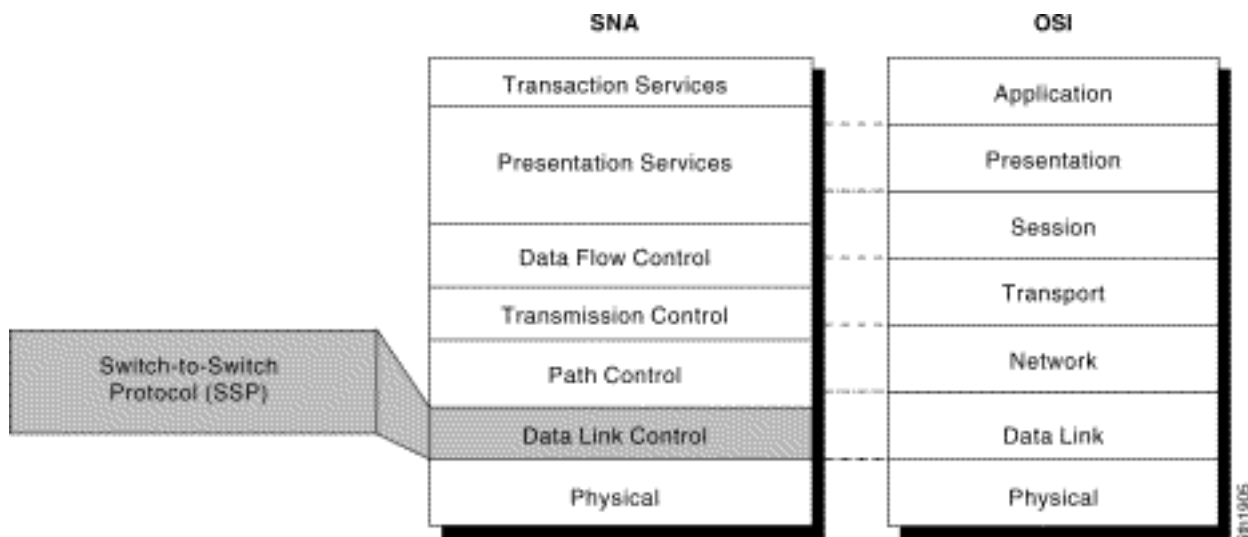 SNA
OSI
Transaction Services
Presentation Services
Data Flow Control
Transmission Control
Path Control
Data Link Control
Physical
Application
Presentation
Session
Transport
Network
Data Link
Physical
Switch-to-Switch
Protocol (SSP)